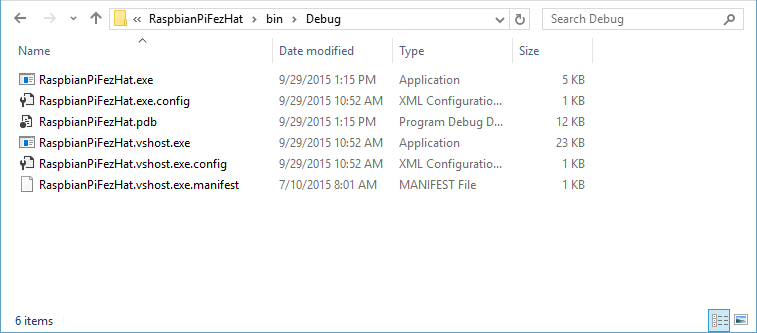 « RaspbianPiFezHat › bin › Debug Search Debug
Name Date modified Type Size
RaspbianPiFezHat.exe 9/29/2015 1:15 PM Application 5 KB
RaspbianPiFezHat.exe.config 9/29/2015 10:52 AM XML Configuratio... 1 KB
RaspbianPiFezHat.pdb 9/29/2015 1:15 PM Program Debug D... 12 KB
RaspbianPiFezHat.vshost.exe 9/29/2015 10:52 AM Application 23 KB
RaspbianPiFezHat.vshost.exe.config 9/29/2015 10:52 AM XML Configuratio... 1 KB
RaspbianPiFezHat.vshost.exe.manifest 7/10/2015 8:01 AM MANIFEST File 1 KB
6 items